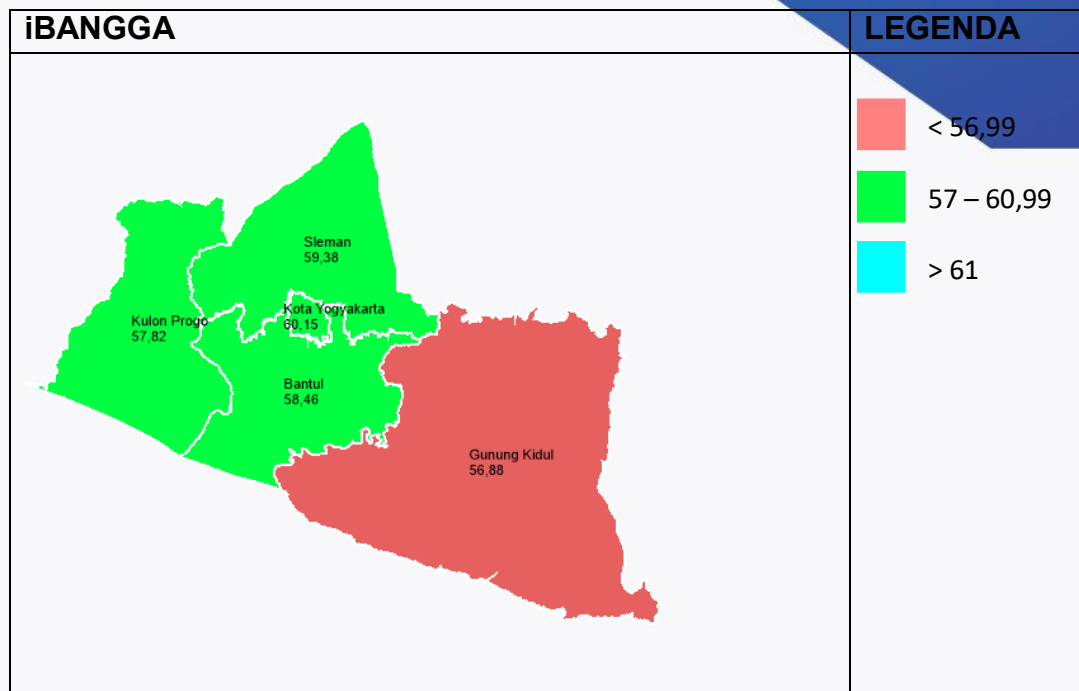 iBANGGA
LEGENDA
< 56,99
57 – 60,99
> 61
Sleman
59,38
Kota Yogyakarta
60,15
Kulon Progo
57,82
Bantul
58,46
Gunung Kidul
56,88